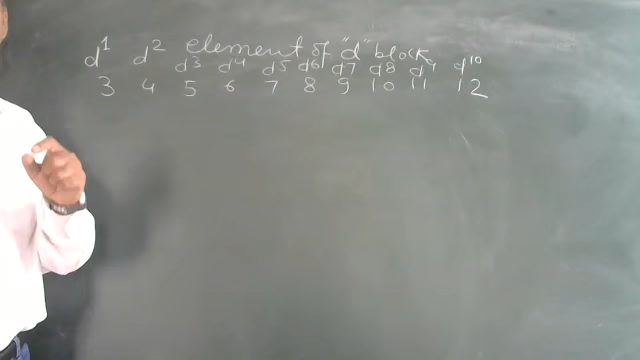 element of "d" block
d¹ d² d³ d⁴ d⁵ d⁶ d⁷ d⁸ d⁹ d¹⁰
3 4 5 6 7 8 9 10 11 12